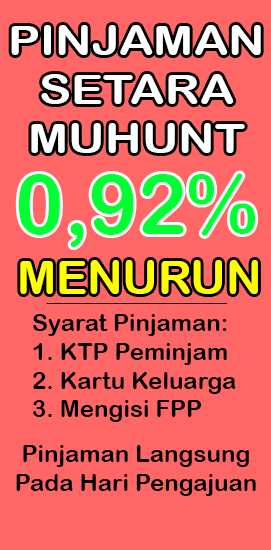 PINJAMAN
SETARA
MUHUNT
0,92%
MENURUN
Syarat Pinjaman:
1. KTP Peminjam
2. Kartu Keluarga
3. Mengisi FPP
Pinjaman Langsung
Pada Hari Pengajuan